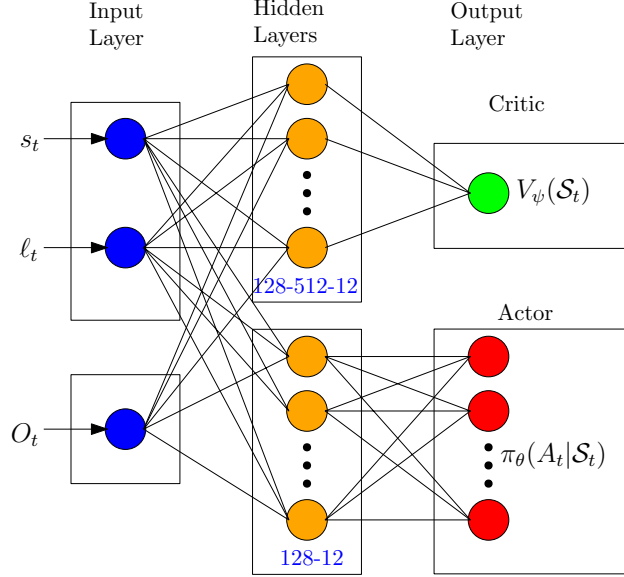 Input
Layer
Hidden
Layers
Output
Layer
Critic
s_t
V_ψ(𝒮_t)
ℓ_t
128-512-12
Actor
O_t
π_θ(A_t|𝒮_t)
128-12